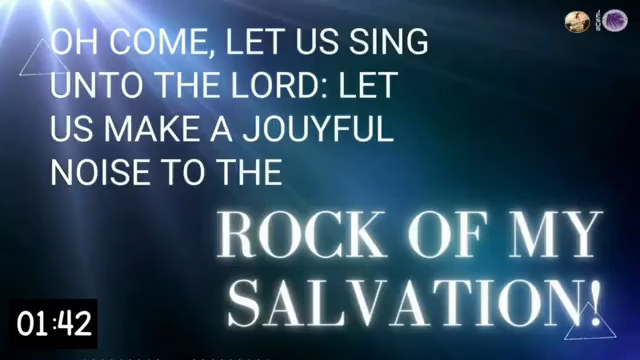 OH COME, LET US SING
UNTO THE LORD: LET
US MAKE A JOUYFUL
NOISE TO THE
ROCK OF MY
SALVATION!
01:42